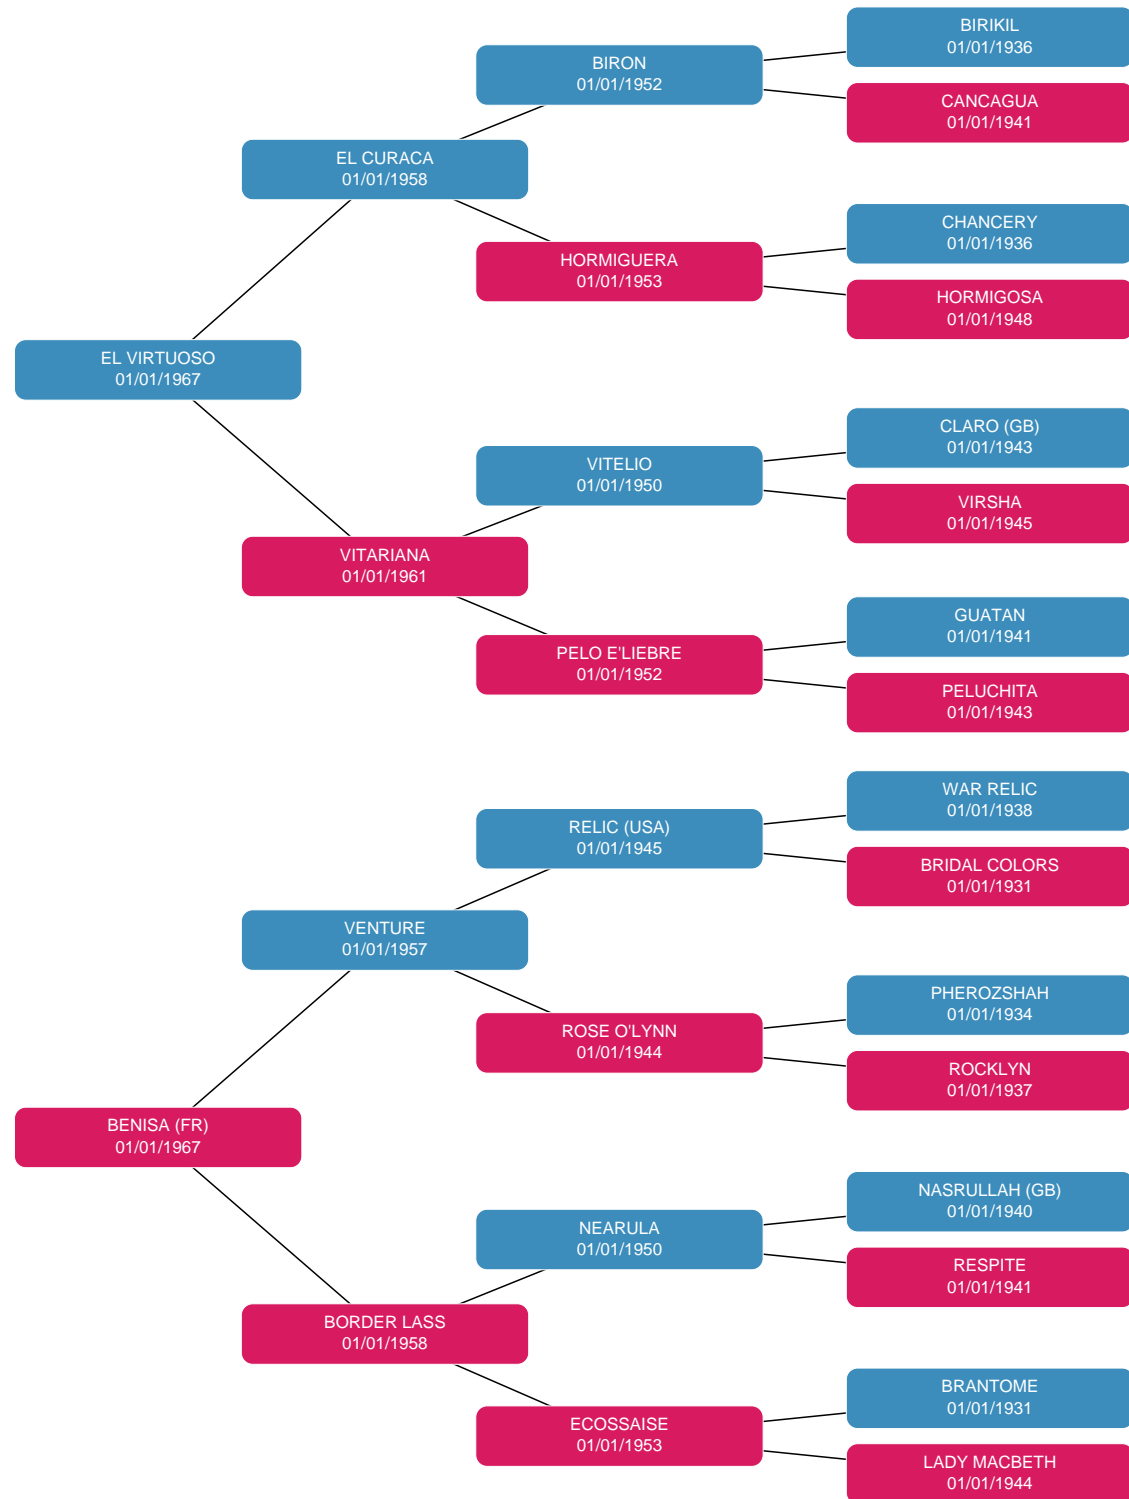 BIRIKIL
01/01/1936
BIRON
01/01/1952
CANCAGUA
01/01/1941
EL CURACA
01/01/1958
CHANCERY
01/01/1936
HORMIGUERA
01/01/1953
HORMIGOSA
01/01/1948
EL VIRTUOSO
01/01/1967
CLARO (GB)
01/01/1943
VITELIO
01/01/1950
VIRSHA
01/01/1945
VITARIANA
01/01/1961
GUATAN
01/01/1941
PELO E'LIEBRE
01/01/1952
PELUCHITA
01/01/1943
WAR RELIC
01/01/1938
RELIC (USA)
01/01/1945
BRIDAL COLORS
01/01/1931
VENTURE
01/01/1957
PHEROZSHAH
01/01/1934
ROSE O'LYNN
01/01/1944
ROCKLYN
01/01/1937
BENISA (FR)
01/01/1967
NASRULLAH (GB)
01/01/1940
NEARULA
01/01/1950
RESPITE
01/01/1941
BORDER LASS
01/01/1958
BRANTOME
01/01/1931
ECOSSAISE
01/01/1953
LADY MACBETH
01/01/1944